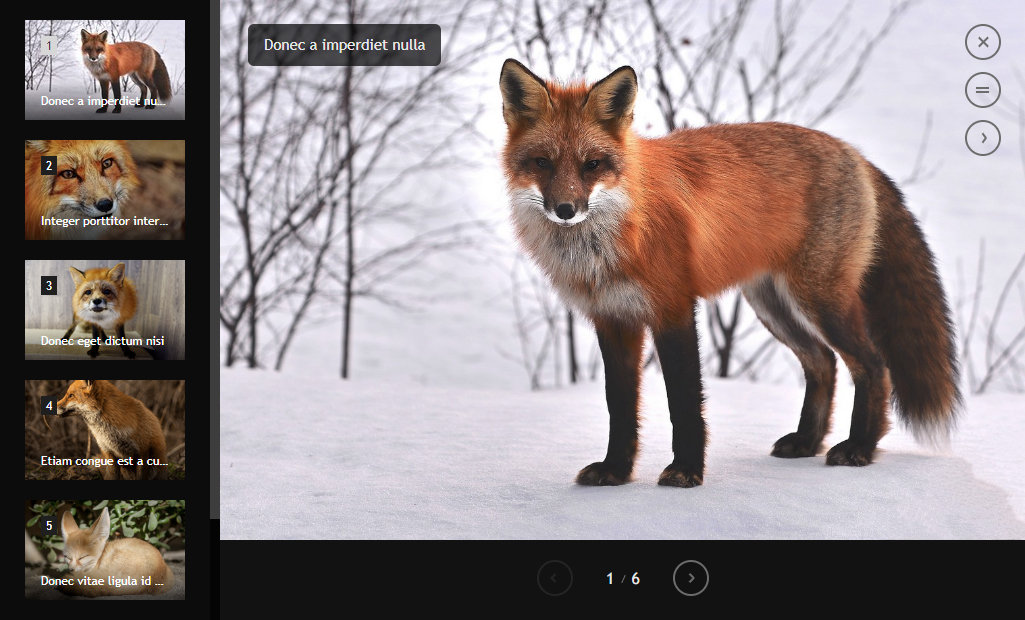 1
Donec a imperdiet nu...
2
Integer porttitor inter...
3
Donec eget dictum nisi
4
Etiam congue est a cu...
5
Donec vitae ligula id ...
Donec a imperdiet nulla
1 / 6